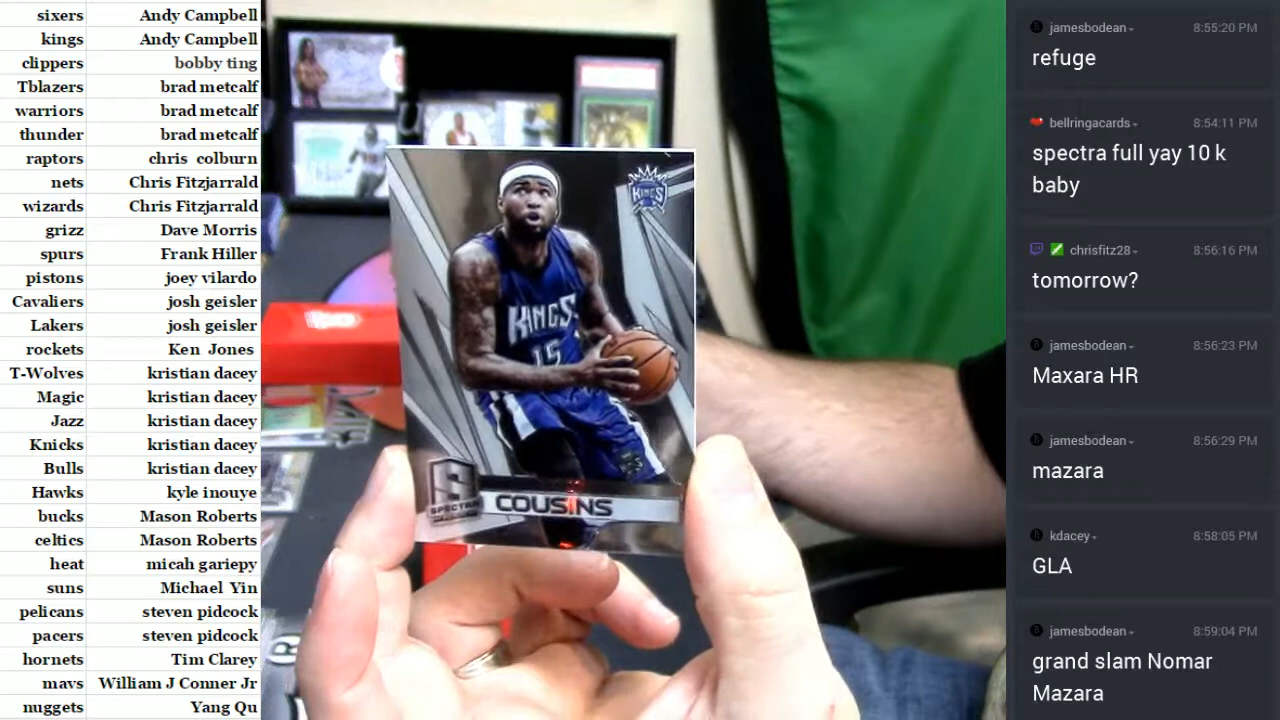 sixers Andy Campbell
kings Andy Campbell
clippers bobby ting
Tblazers brad metcalf
warriors brad metcalf
thunder brad metcalf
raptors chris colburn
nets Chris Fitzjarrald
wizards Chris Fitzjarrald
grizz Dave Morris
spurs Frank Hiller
pistons joey vilardo
Cavaliers josh geisler
Lakers josh geisler
rockets Ken Jones
T-Wolves kristian dacey
Magic kristian dacey
Jazz kristian dacey
Knicks kristian dacey
Bulls kristian dacey
Hawks kyle inouye
bucks Mason Roberts
celtics Mason Roberts
heat micah gariepy
suns Michael Yin
pelicans steven pidcock
pacers steven pidcock
hornets Tim Clarey
mavs William J Conner Jr
nuggets Yang Qu
KINGS
KINGS
15
SPECTRA
COUSINS
jamesbodean 8:55:20 PM
refuge
bellringacards 8:54:11 PM
spectra full yay 10 k
baby
chrisfitz28 8:56:16 PM
tomorrow?
jamesbodean 8:56:23 PM
Maxara HR
jamesbodean 8:56:29 PM
mazara
kdacey 8:58:05 PM
GLA
jamesbodean 8:59:04 PM
grand slam Nomar
Mazara